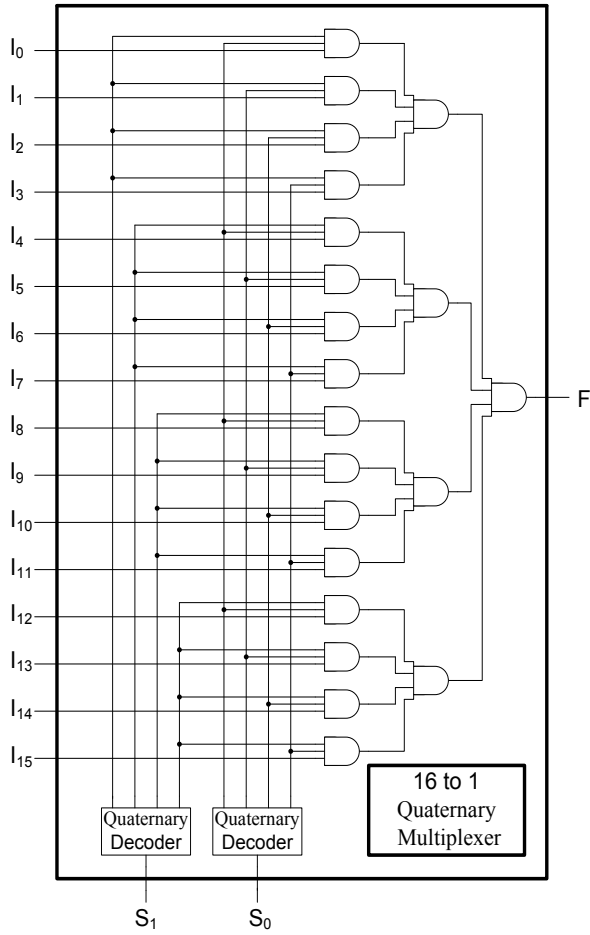 I0
I1
I2
I3
I4
I5
I6
I7
I8
I9
I10
I11
I12
I13
I14
I15
F
16 to 1
Quaternary
Multiplexer
Quaternary
Decoder
Quaternary
Decoder
S1
S0